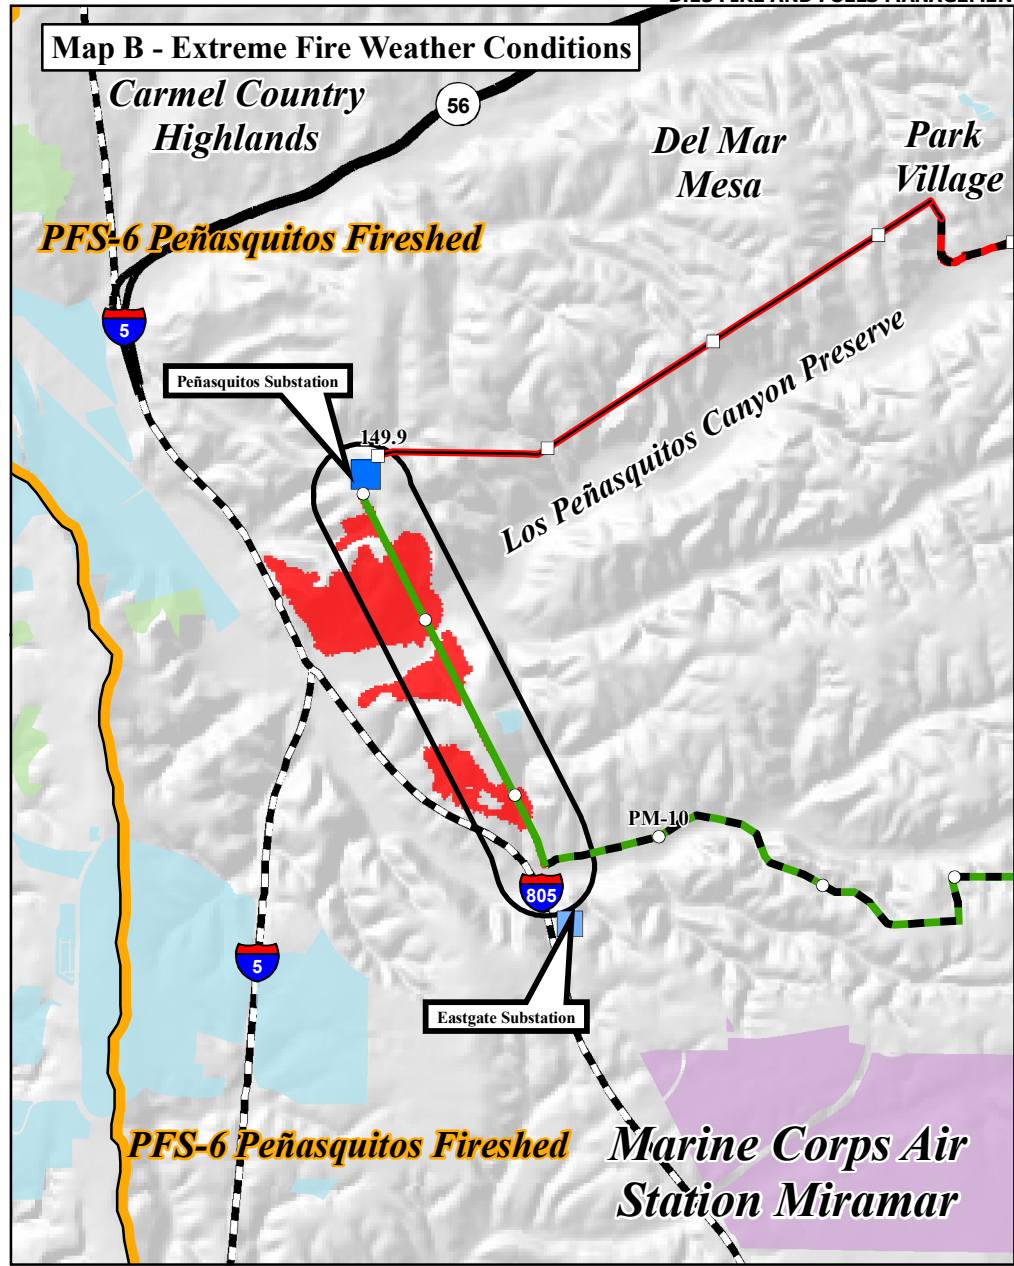 Map B - Extreme Fire Weather Conditions
Carmel Country
Highlands
56
Del Mar
Mesa
Park
Village
PFS-6 Peñasquitos Fireshed
5
Peñasquitos Substation
149.9
Los Peñasquitos Canyon Preserve
PM-10
805
5
Eastgate Substation
PFS-6 Peñasquitos Fireshed
Marine Corps Air
Station Miramar